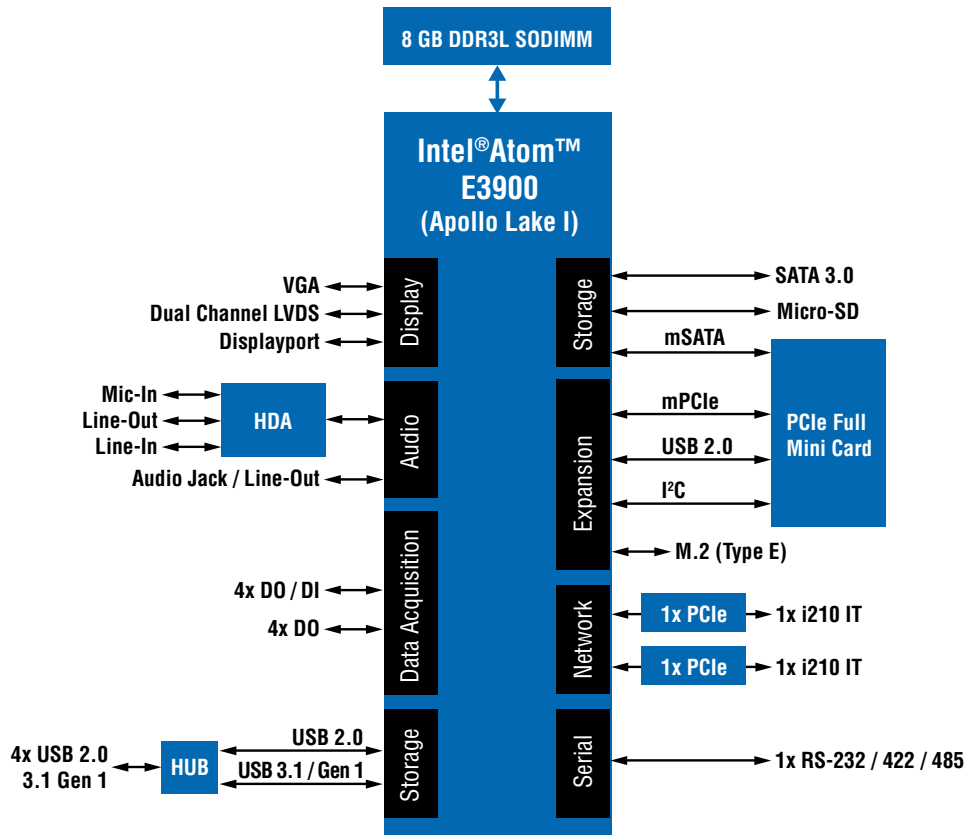 8 GB DDR3L SODIMM
Intel®Atom™
E3900
(Apollo Lake I)
Display
VGA
Dual Channel LVDS
Displayport
Audio
HDA
Mic-In
Line-Out
Line-In
Audio Jack / Line-Out
Data Acquisition
4x DO / DI
4x DO
Storage
USB 2.0
USB 3.1 / Gen 1
HUB
4x USB 2.0
3.1 Gen 1
Storage
SATA 3.0
Micro-SD
mSATA
Expansion
mPCIe
USB 2.0
I²C
PCIe Full
Mini Card
M.2 (Type E)
Network
1x PCIe
1x i210 IT
1x PCIe
1x i210 IT
Serial
1x RS-232 / 422 / 485